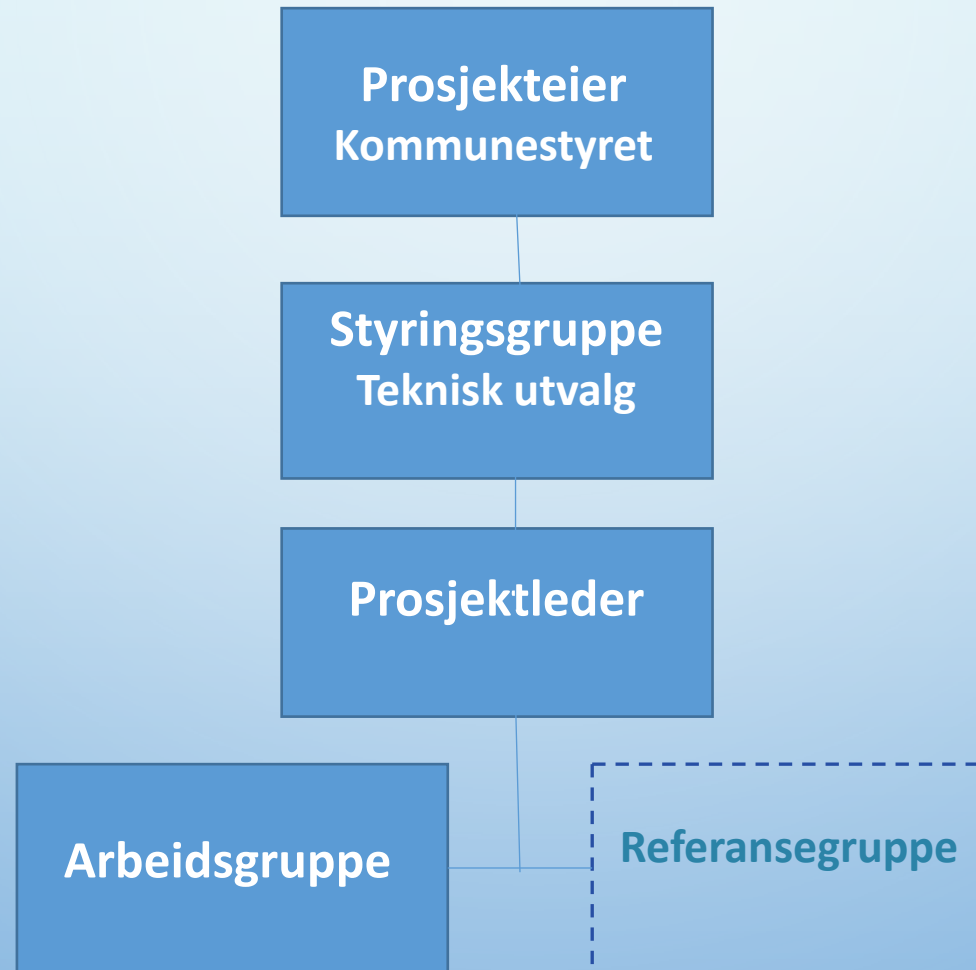 Prosjekteier
Kommunestyret
Styringsgruppe
Teknisk utvalg
Prosjektleder
Arbeidsgruppe
Referansegruppe